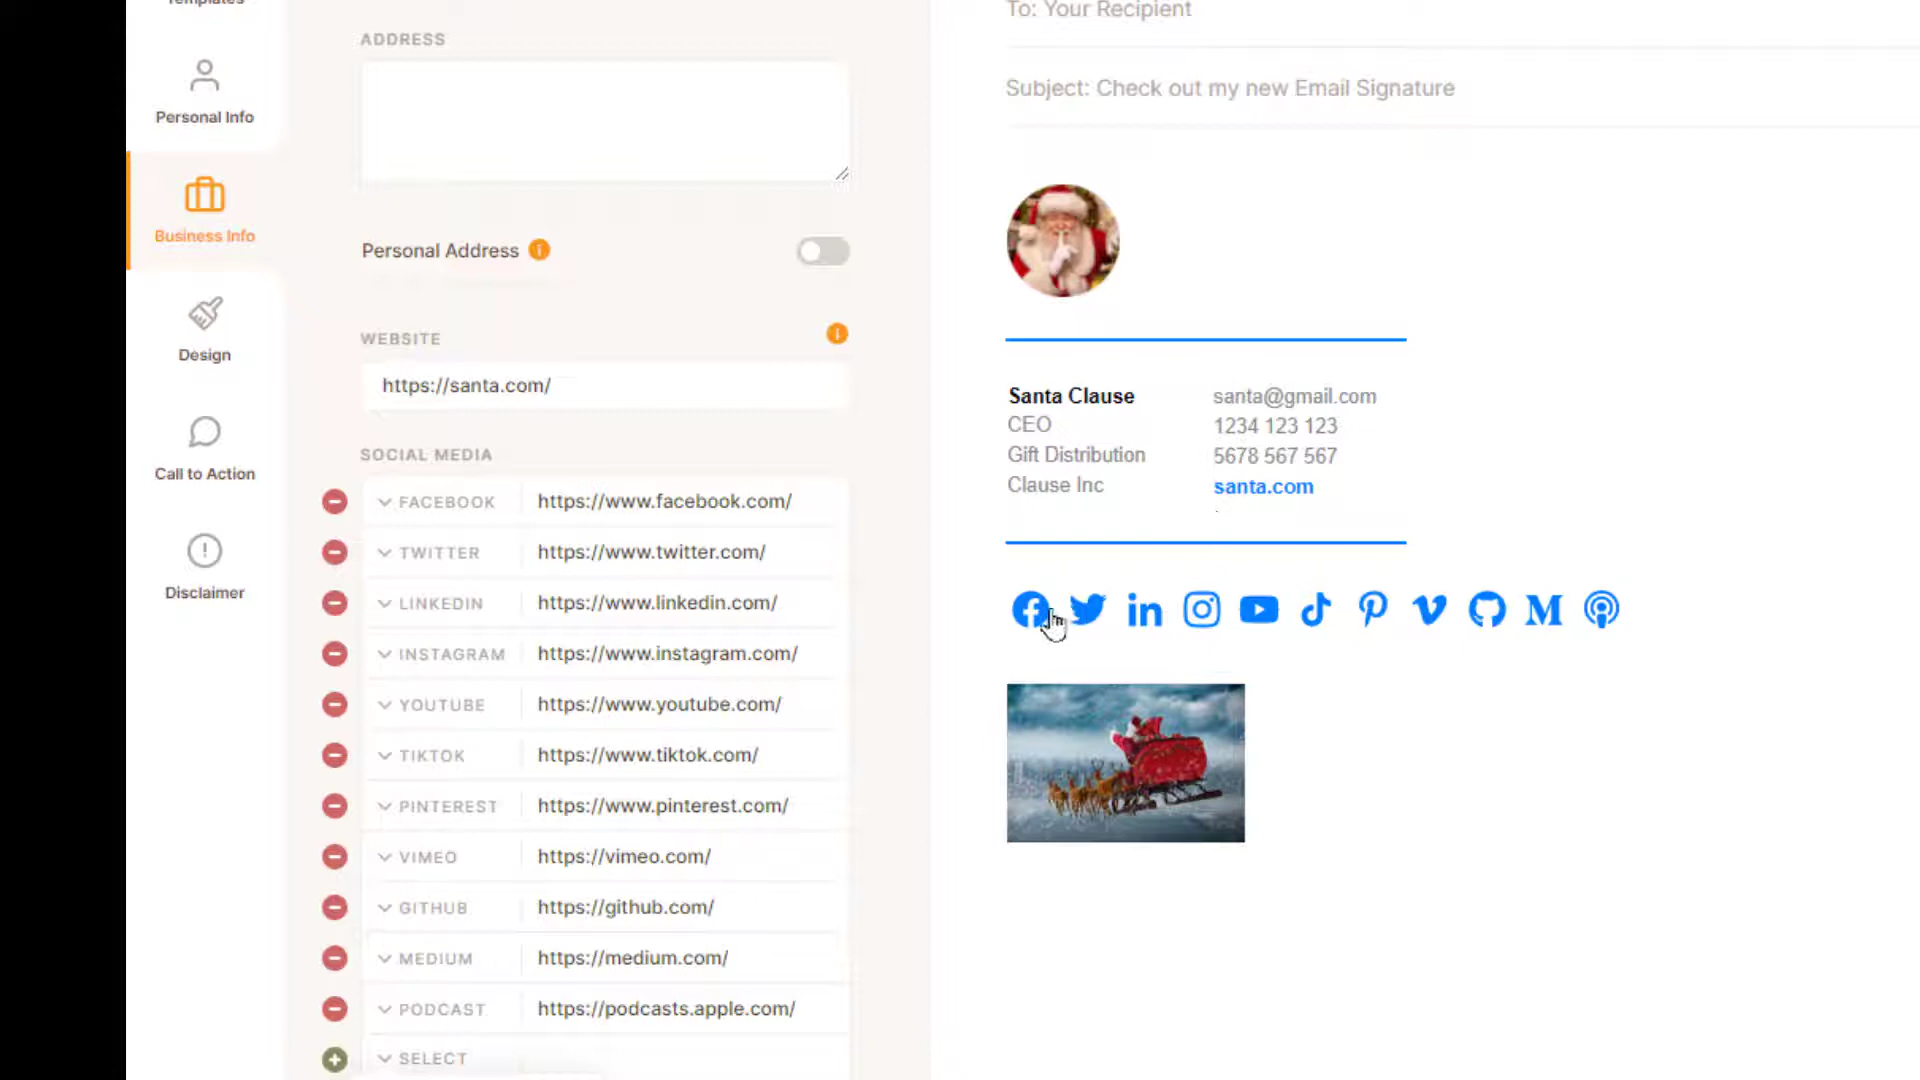 Templates
Personal Info
Business Info
Design
Call to Action
Disclaimer
ADDRESS
Personal Address
WEBSITE
https://santa.com/
SOCIAL MEDIA
FACEBOOK https://www.facebook.com/
TWITTER https://www.twitter.com/
LINKEDIN https://www.linkedin.com/
INSTAGRAM https://www.instagram.com/
YOUTUBE https://www.youtube.com/
TIKTOK https://www.tiktok.com/
PINTEREST https://www.pinterest.com/
VIMEO https://vimeo.com/
GITHUB https://github.com/
MEDIUM https://medium.com/
PODCAST https://podcasts.apple.com/
SELECT
To: Your Recipient
Subject: Check out my new Email Signature
Santa Clause
CEO
Gift Distribution
Clause Inc
santa@gmail.com
1234 123 123
5678 567 567
santa.com